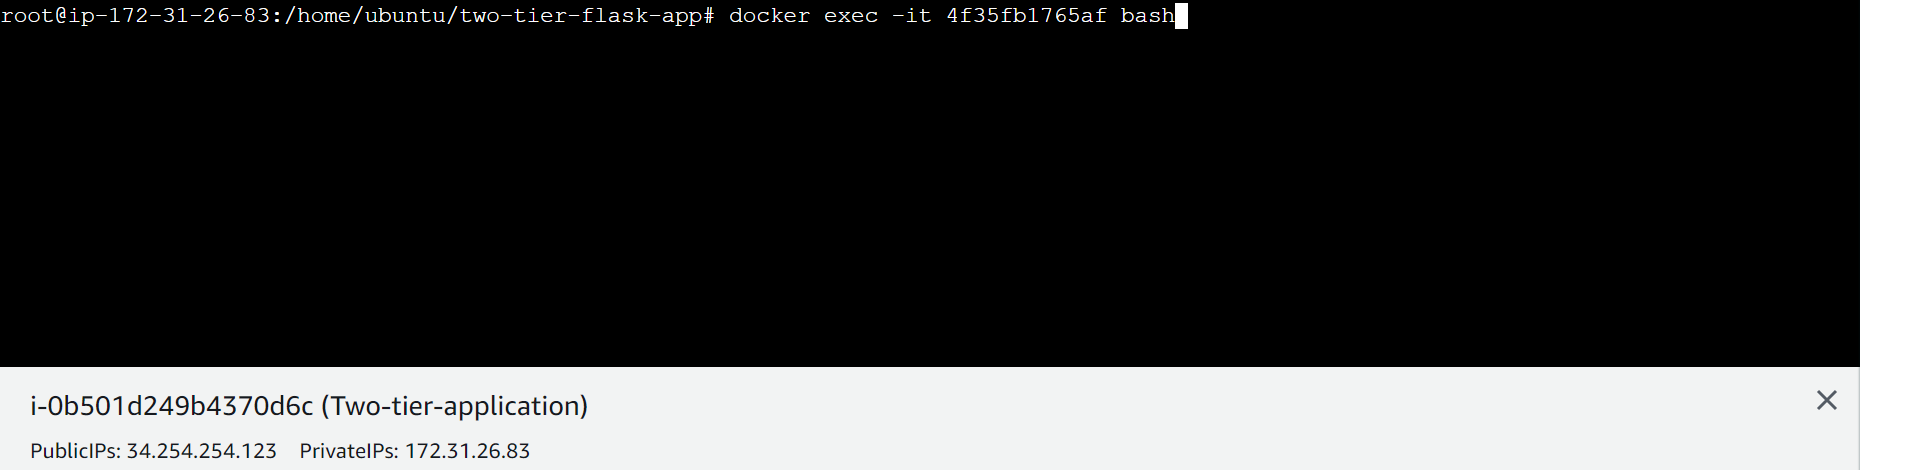 root@ip-172-31-26-83:/home/ubuntu/two-tier-flask-app# docker exec -it 4f35fb1765af bash
i-0b501d249b4370d6c (Two-tier-application)
PublicIPs: 34.254.254.123 PrivateIPs: 172.31.26.83